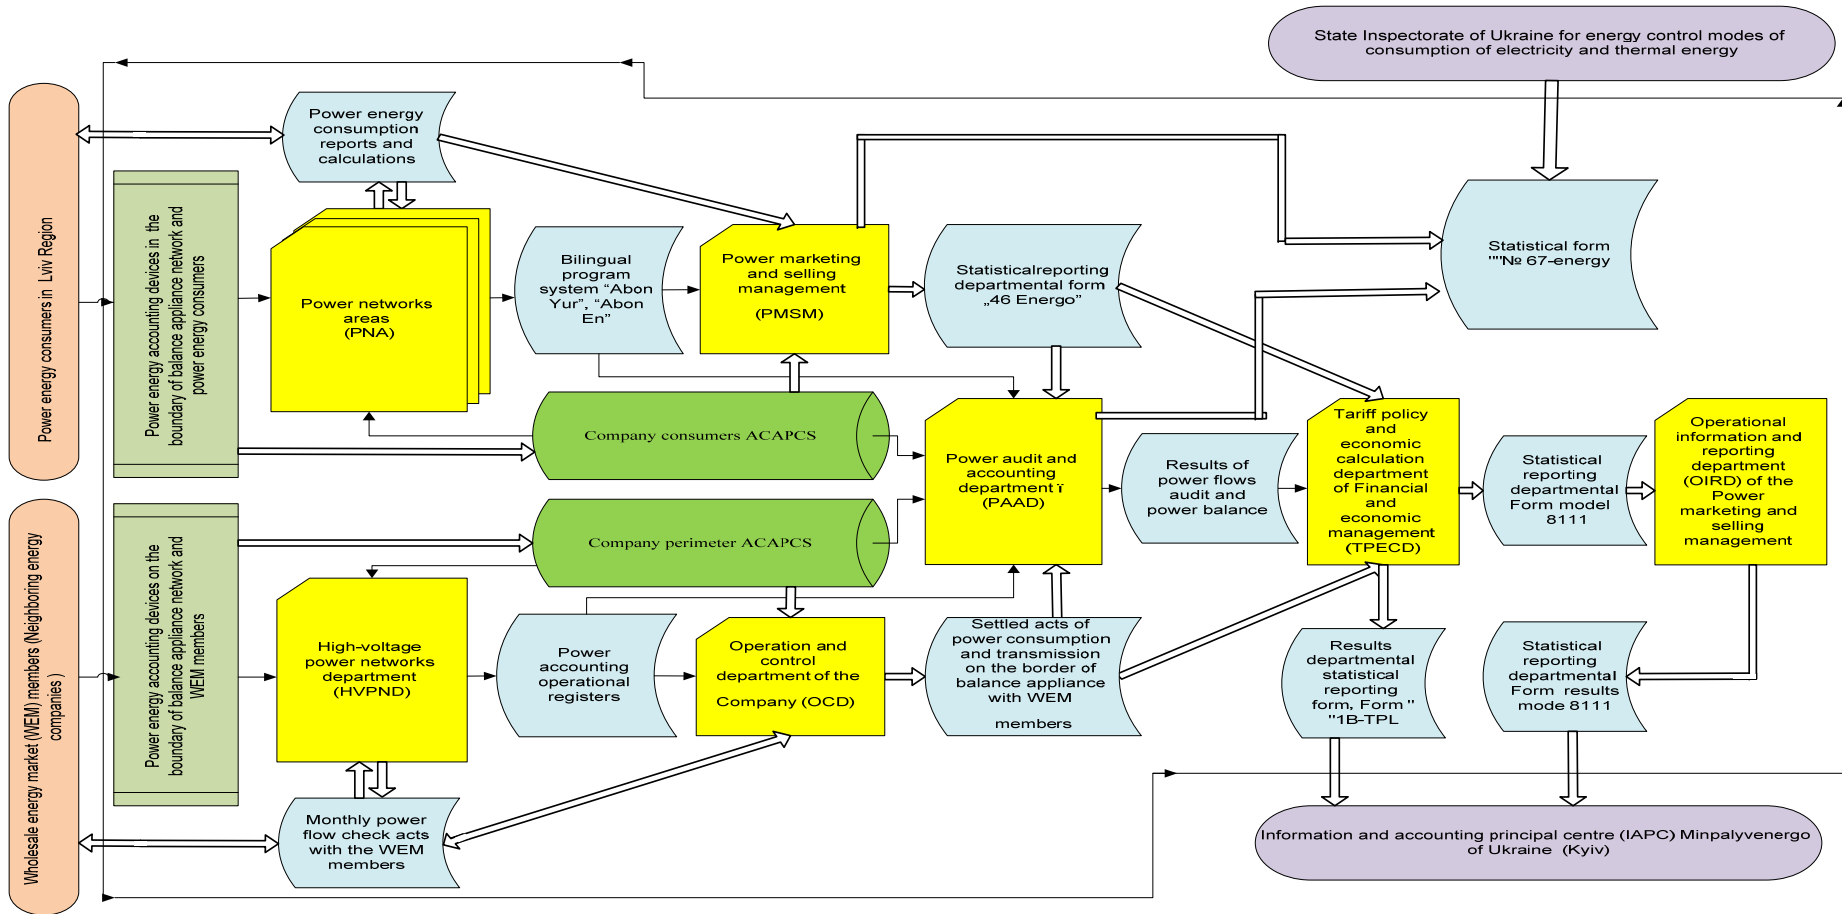 State Inspectorate of Ukraine for energy control modes of
consumption of electricity and thermal energy
Power energy consumers in Lviv Region
Power energy accounting devices in the
boundary of balance appliance network and
power energy consumers
Power energy
consumption
reports and
calculations
Power networks
areas
(PNA)
Bilingual
program
system “Abon
Yur”, “Abon
En”
Power marketing
and selling
management
(PMSM)
Statisticalreporting
departmental form
„46 Energo”
Statistical form
""№ 67-energy
Company consumers ACAPCS
Power audit and
accounting
department ï
(PAAD)
Results of
power flows
audit and
power balance
Tariff policy
and
economic
calculation
department
of Financial
and
economic
management
(TPECD)
Statistical
reporting
departmental
Form model
8111
Operational
information and
reporting
department
(OIRD) of the
Power
marketing and
selling
management
Wholesale energy market (WEM) members (Neighboring energy
companies )
Power energy accounting devices on the
boundary of balance appliance network and
WEM members
Company perimeter ACAPCS
High-voltage
power networks
department
(HVPND)
Power
accounting
operational
registers
Operation and
control
department of the
Company (OCD)
Settled acts of
power consumption
and transmission
on the border of
balance appliance
with WEM
members
Results
departmental
statistical
reporting
form, Form "
"1B-TPL
Statistical
reporting
departmental
Form  results
mode 8111
Monthly power
flow check acts
with the WEM
members
Information and accounting principal centre (IAPC) Minpalyvenergo
of Ukraine  (Kyiv)